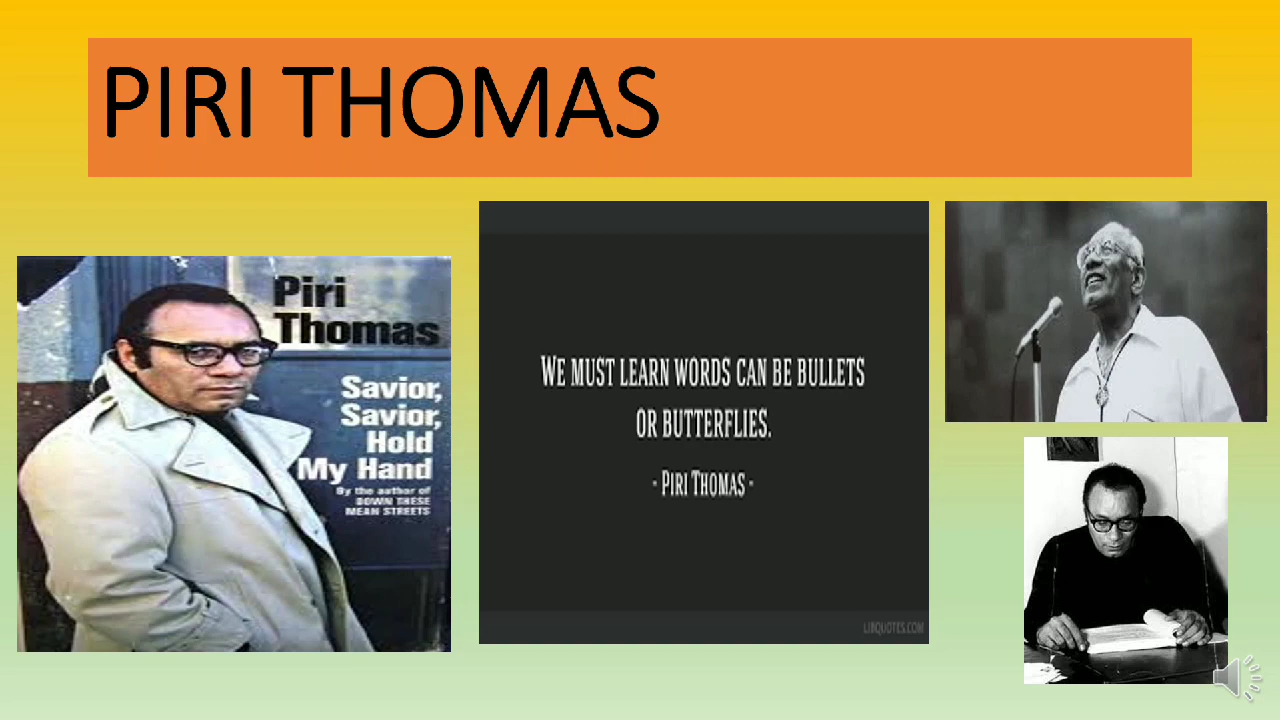 PIRI THOMAS
Piri
Thomas
Savior,
Savior,
Hold
My Hand
By the author of
DOWN THESE
MEAN STREETS
WE MUST LEARN WORDS CAN BE BULLETS
OR BUTTERFLIES.
- PIRI THOMAS -
LIBQUOTES.COM